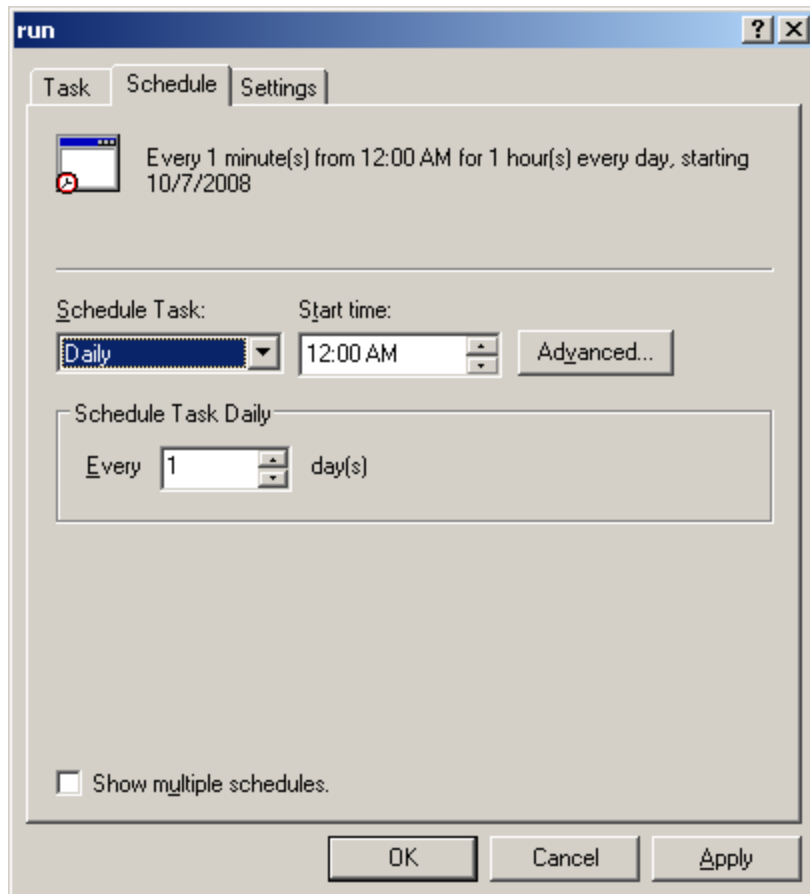 run
Task Schedule Settings
Every 1 minute(s) from 12:00 AM for 1 hour(s) every day, starting
10/7/2008
Schedule Task: Start time:
Daily 12:00 AM Advanced...
Schedule Task Daily
Every 1 day(s)
Show multiple schedules.
OK Cancel Apply